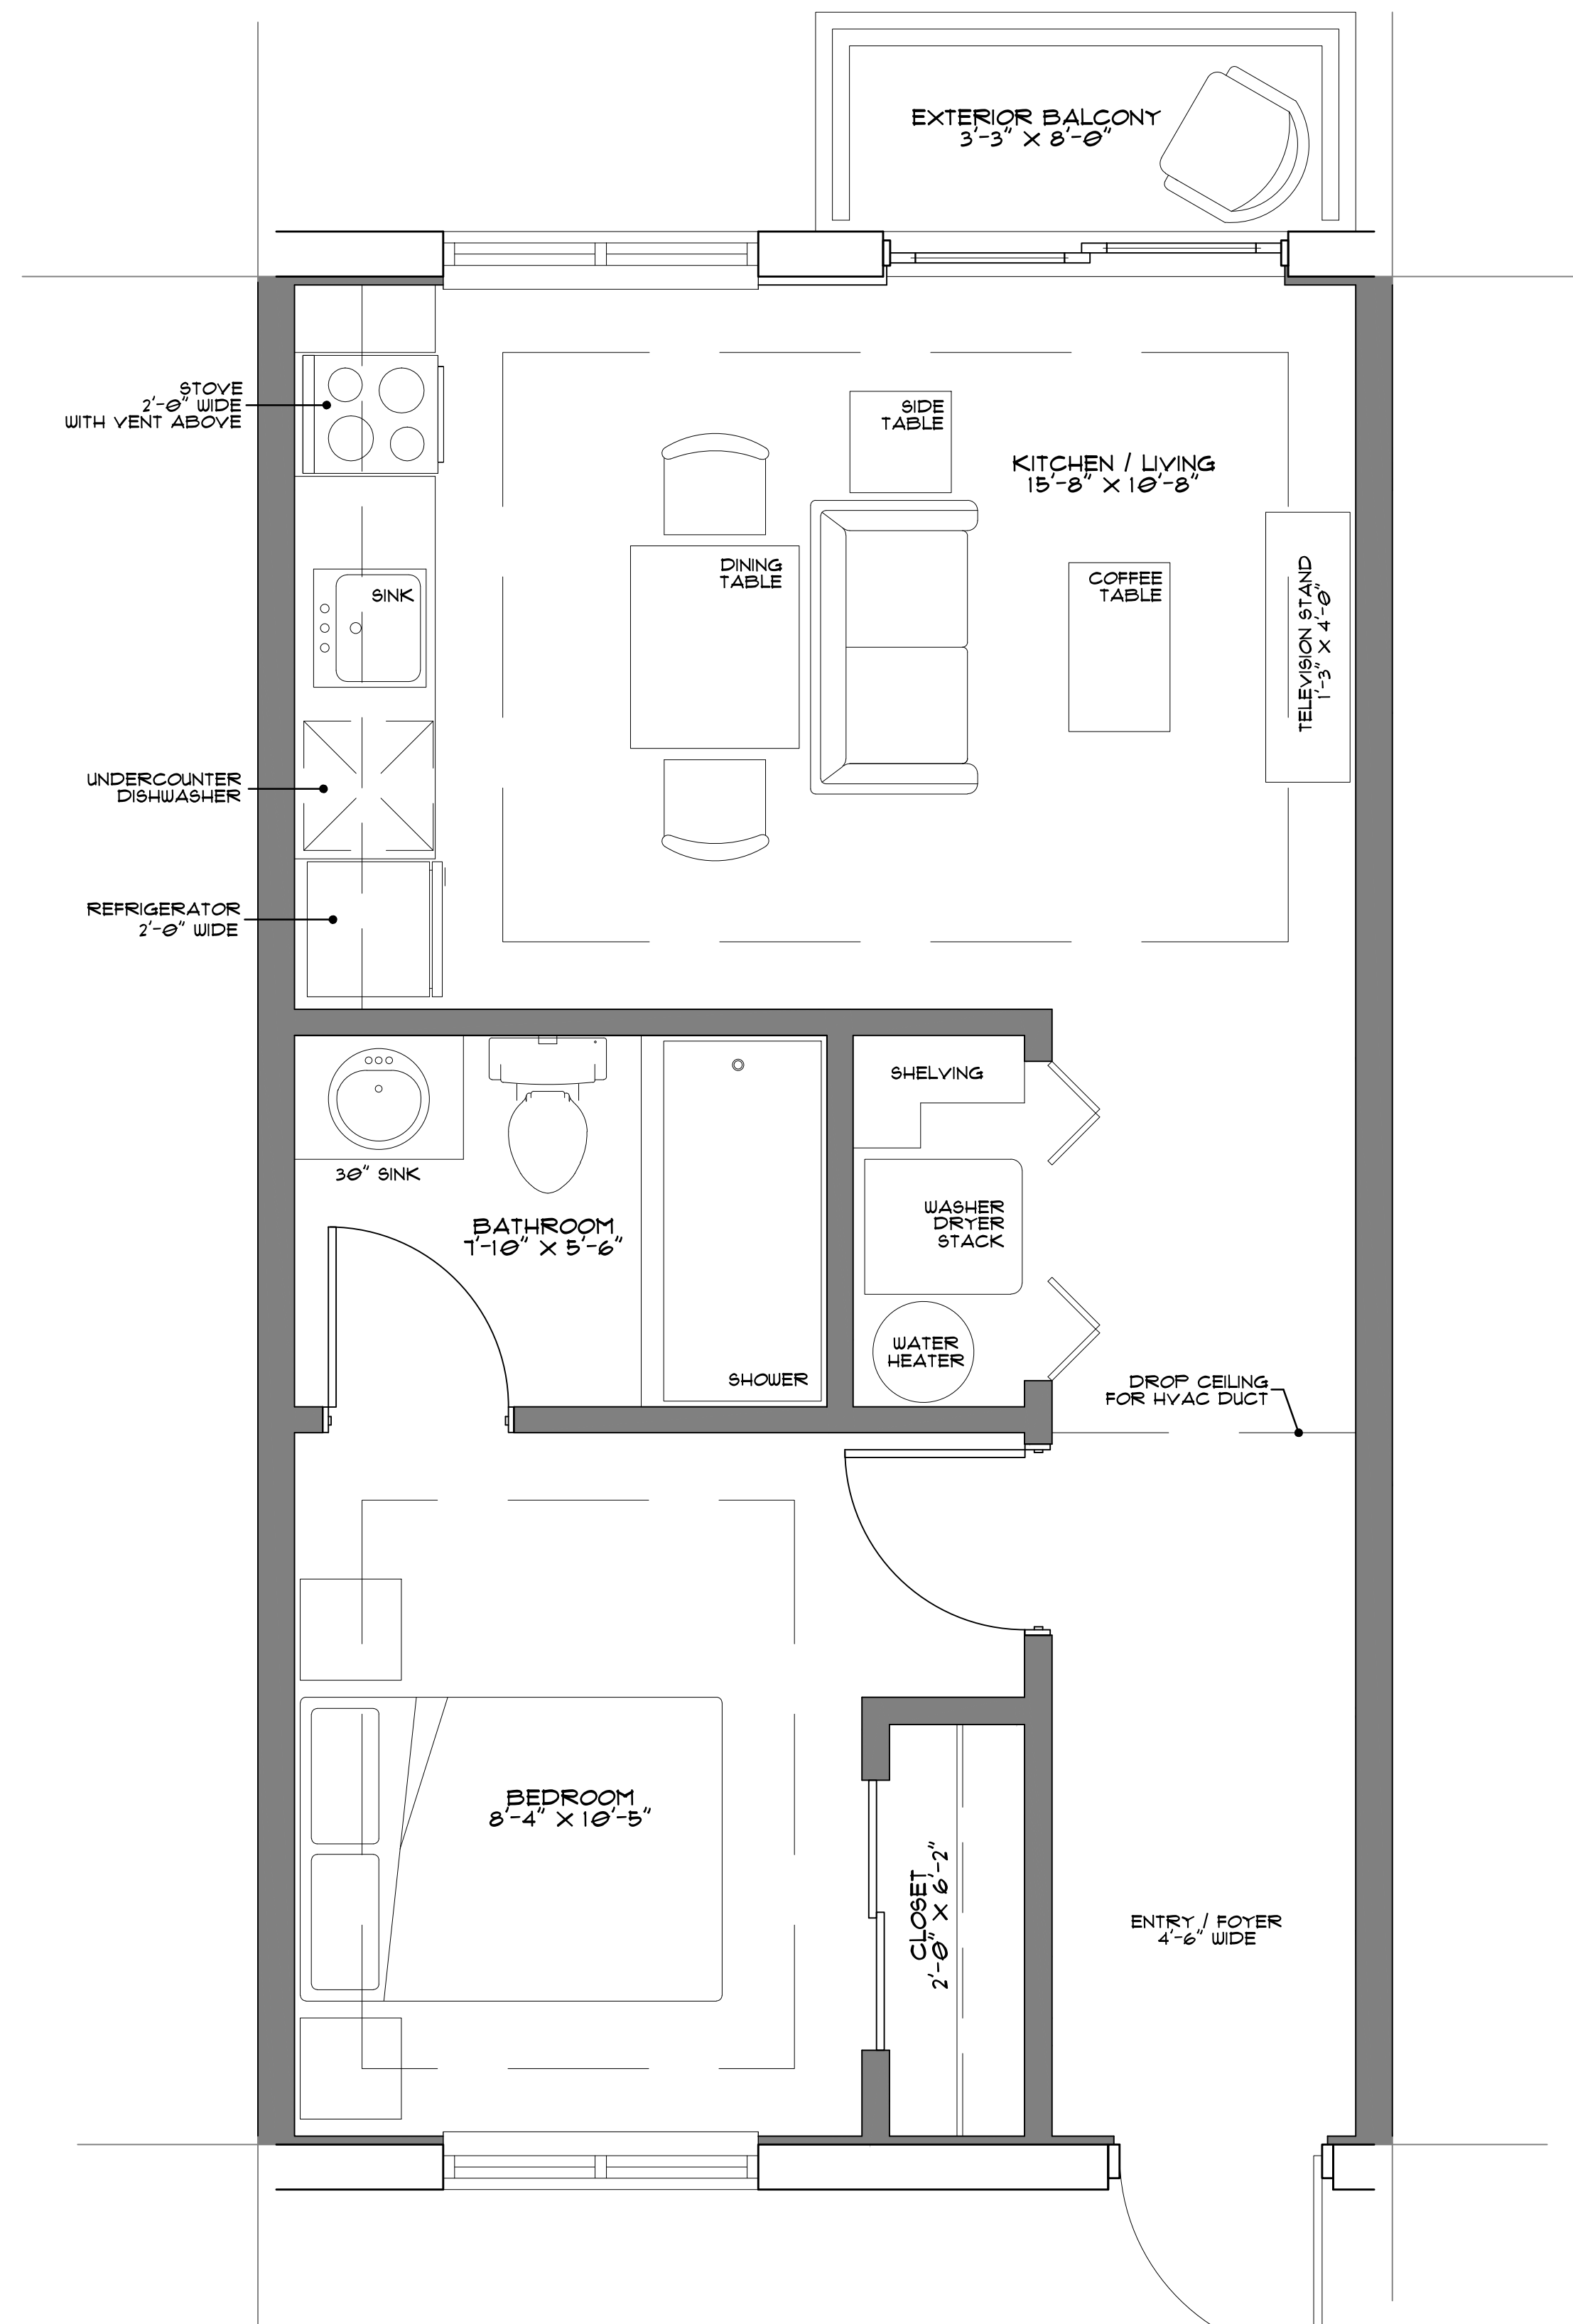 EXTERIOR BALCONY
3'-3" X 8'-0"
STOVE
2'-0" WIDE
WITH VENT ABOVE
SIDE
TABLE
KITCHEN / LIVING
15'-8" X 10'-8"
DINING
TABLE
SINK
COFFEE
TABLE
TELEVISION STAND
1'-3" X 4'-0"
UNDERCOUNTER
DISHWASHER
REFRIGERATOR
2'-0" WIDE
SHELVING
30" SINK
BATHROOM
7'-10" X 5'-6"
WASHER
DRYER
STACK
WATER
HEATER
SHOWER
DROP CEILING
FOR HVAC DUCT
BEDROOM
8'-4" X 10'-5"
CLOSET
2'-0" X 6'-2"
ENTRY / FOYER
4'-6" WIDE